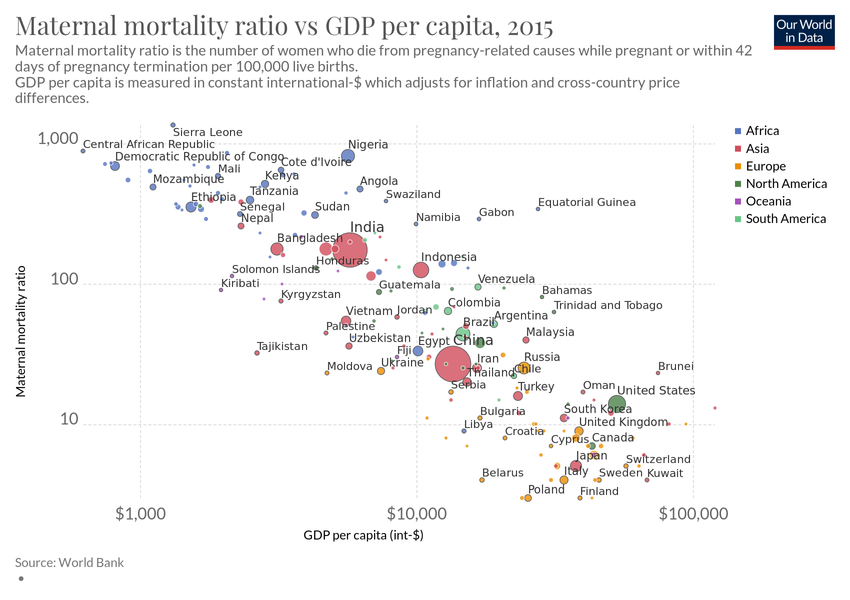 Maternal mortality ratio vs GDP per capita, 2015
Our World
in Data
Maternal mortality ratio is the number of women who die from pregnancy-related causes while pregnant or within 42
days of pregnancy termination per 100,000 live births.
GDP per capita is measured in constant international-$ which adjusts for inflation and cross-country price
differences.
Africa
Asia
Europe
North America
Oceania
South America
1,000
100
10
Maternal mortality ratio
Sierra Leone
Central African Republic
Nigeria
Democratic Republic of Congo
Cote d'Ivoire
Mali
Mozambique
Kenya
Angola
Ethiopia
Tanzania
Swaziland
Senegal
Sudan
Equatorial Guinea
Nepal
Namibia
Gabon
India
Bangladesh
Honduras
Indonesia
Solomon Islands
Kiribati
Guatemala
Venezuela
Kyrgyzstan
Bahamas
Colombia
Trinidad and Tobago
Vietnam
Jordan
Argentina
Palestine
Brazil
Uzbekistan
Egypt
China
Malaysia
Tajikistan
Fiji
Moldova
Ukraine
Iran
Russia
Thailand
Chile
Brunei
Serbia
Turkey
Oman
United States
Bulgaria
South Korea
Libya
United Kingdom
Croatia
Cyprus
Canada
Japan
Switzerland
Belarus
Italy
Sweden
Kuwait
Poland
Finland
$1,000
$10,000
$100,000
GDP per capita (int-$)
Source: World Bank